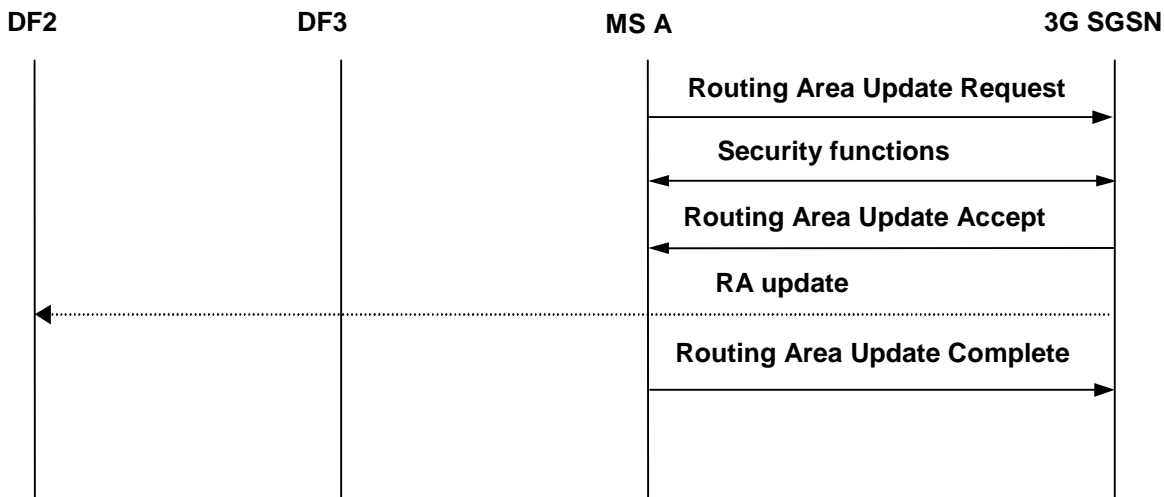 DF2
DF3
MS A
3G SGSN
Routing Area Update Request
Security functions
Routing Area Update Accept
RA update
Routing Area Update Complete